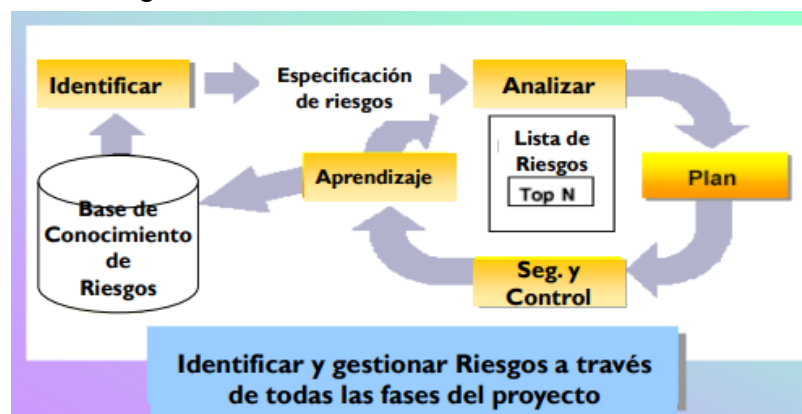 Identificar
Especificación
de riesgos
Analizar
Lista de
Riesgos
Top N
Aprendizaje
Plan
Base de
Conocimiento
de
Riesgos
Seg. y
Control
Identificar y gestionar Riesgos a través
de todas las fases del proyecto